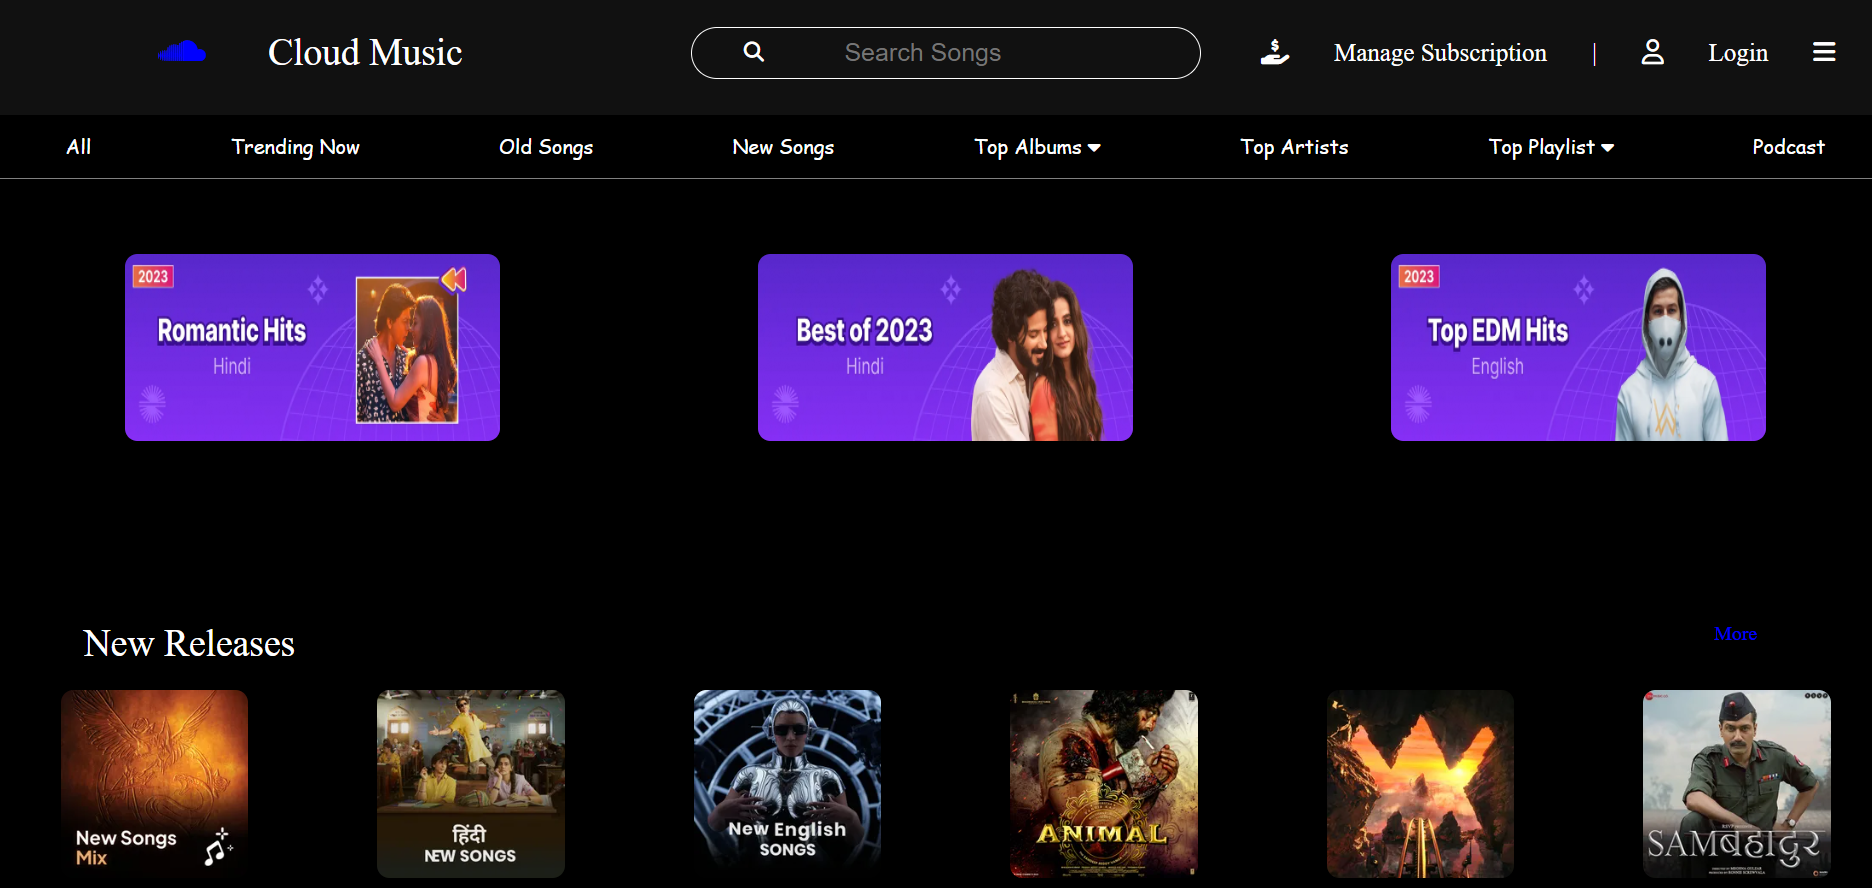 Cloud Music
Search Songs
Manage Subscription
|
Login
All
Trending Now
Old Songs
New Songs
Top Albums
Top Artists
Top Playlist
Podcast
2023
Romantic Hits
Hindi
Best of 2023
Hindi
2023
Top EDM Hits
English
New Releases
More
New Songs
Mix
हिंदी
NEW SONGS
New English
SONGS
ANIMAL
SAMबहादुर